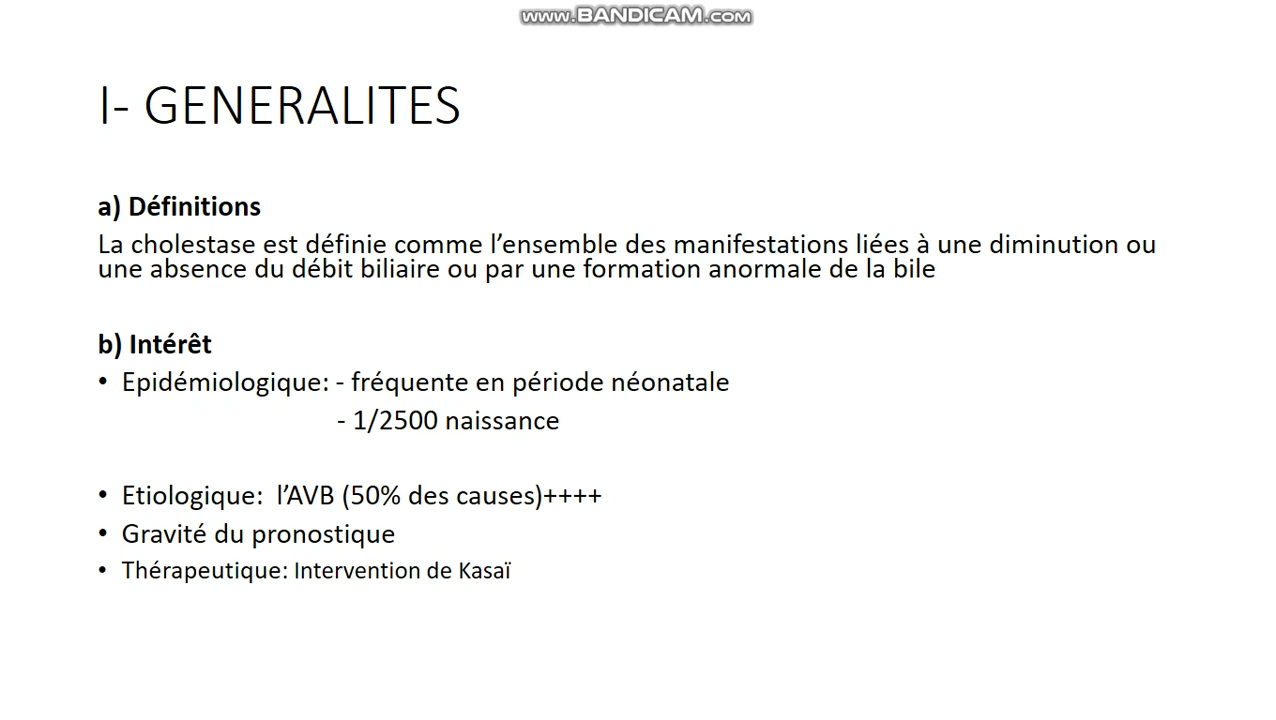 www.BANDICAM.com
I- GENERALITES
a) Définitions
La cholestase est définie comme l’ensemble des manifestations liées à une diminution ou
une absence du débit biliaire ou par une formation anormale de la bile
b) Intérêt
• Epidémiologique: - fréquente en période néonatale
- 1/2500 naissance
• Etiologique: l’AVB (50% des causes)++++
• Gravité du pronostique
• Thérapeutique: Intervention de Kasaï